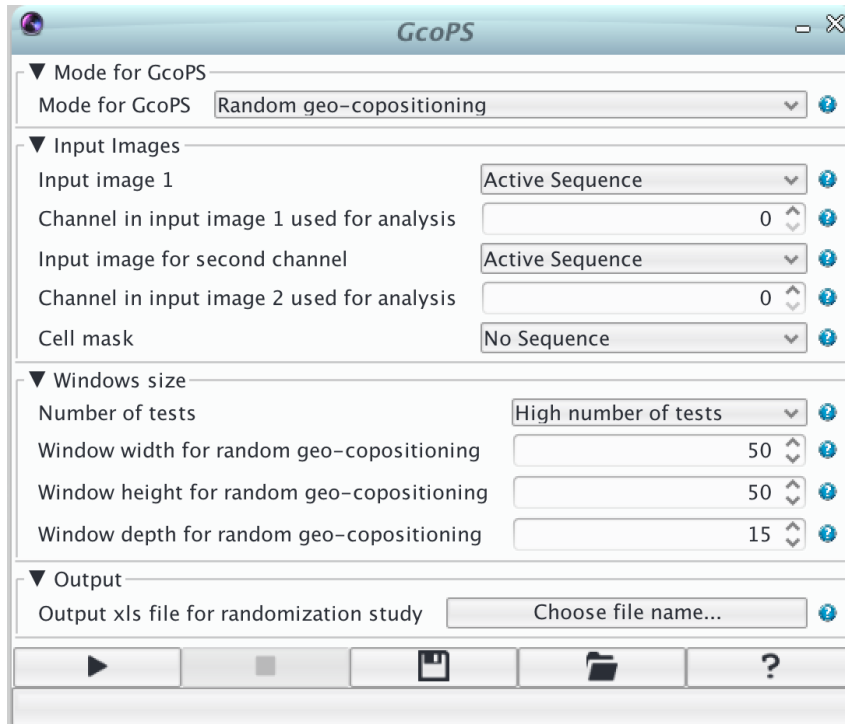 GcoPS
Mode for GcoPS
Mode for GcoPS Random geo-copositioning
Input Images
Input image 1 Active Sequence
Channel in input image 1 used for analysis 0
Input image for second channel Active Sequence
Channel in input image 2 used for analysis 0
Cell mask No Sequence
Windows size
Number of tests High number of tests
Window width for random geo-copositioning 50
Window height for random geo-copositioning 50
Window depth for random geo-copositioning 15
Output
Output xls file for randomization study Choose file name...
?